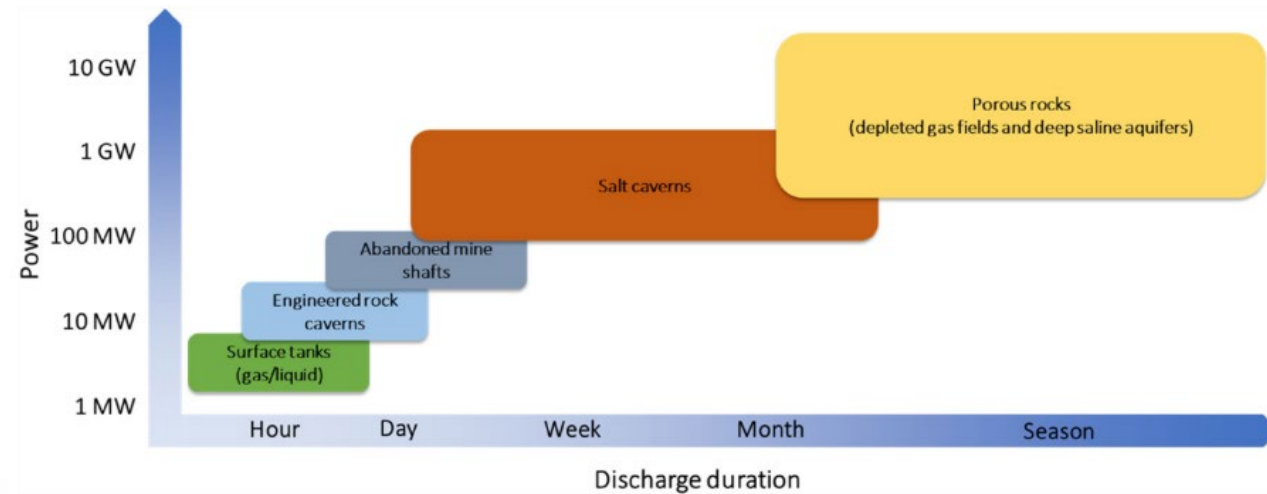 10 GW
1 GW
100 MW
10 MW
1 MW
Power
Porous rocks
(depleted gas fields and deep saline aquifers)
Salt caverns
Abandoned mine
shafts
Engineered rock
caverns
Surface tanks
(gas/liquid)
Hour
Day
Week
Month
Season
Discharge duration